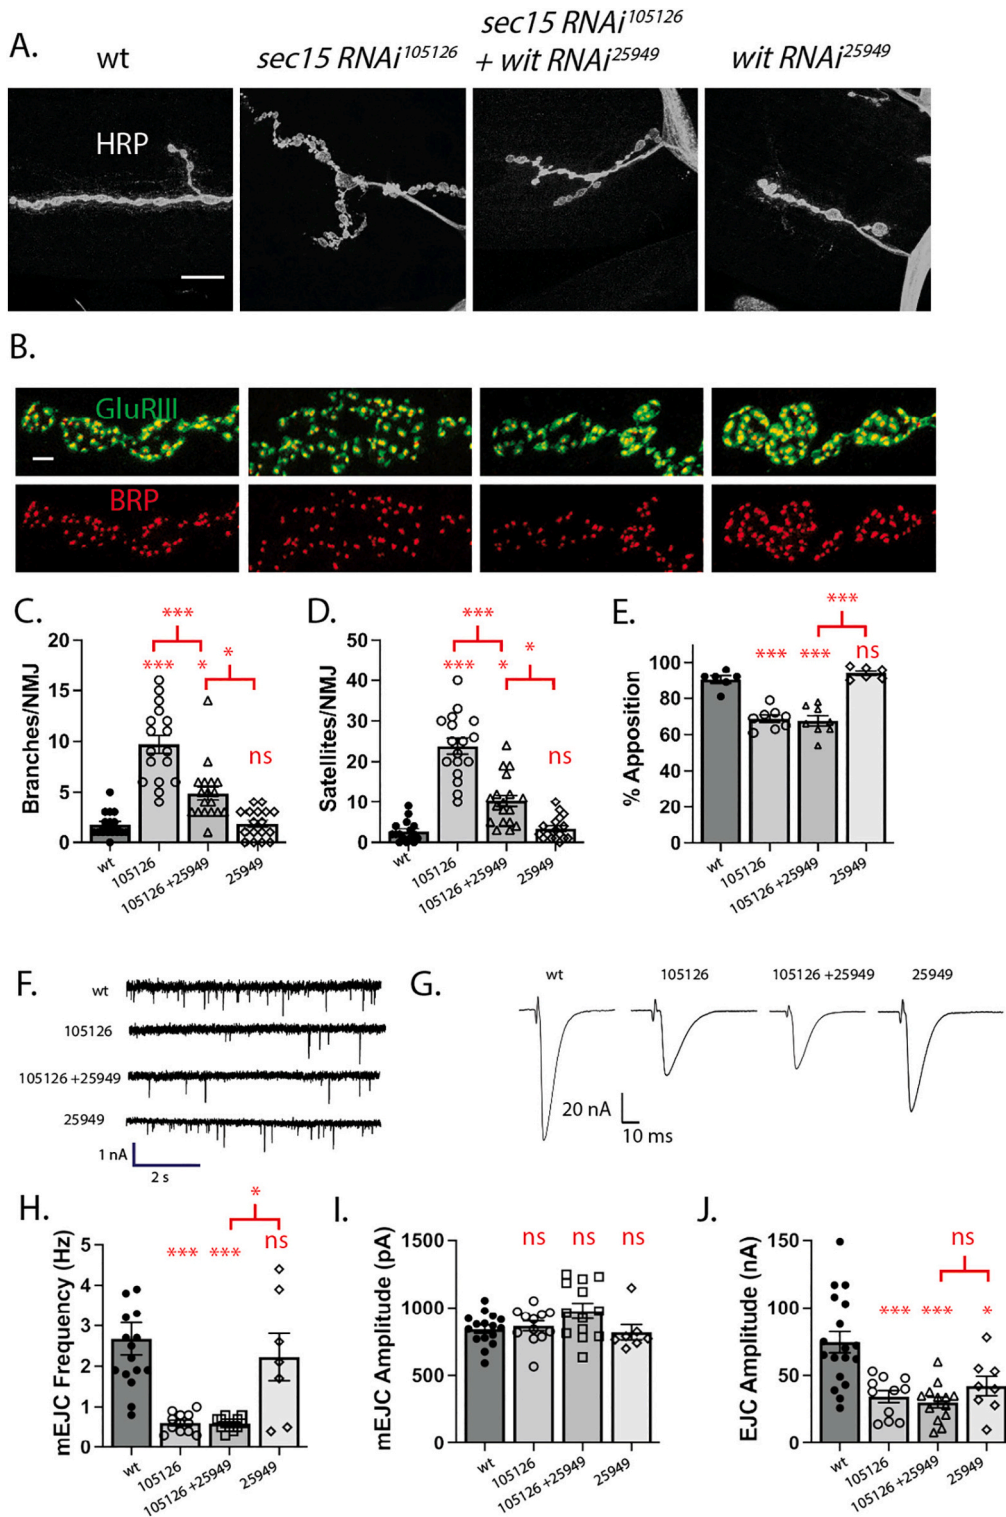 A.
wt
sec15 RNAi105126
sec15 RNAi105126
+ wit RNAi25949
wit RNAi25949
HRP
B.
GluRIII
BRP
C.
Branches/NMJ
20
15
10
5
0
***
***
*
*
ns
wt
105126
105126 +25949
25949
D.
Satellites/NMJ
50
40
30
20
10
0
***
***
*
*
ns
wt
105126
105126 +25949
25949
E.
% Apposition
100
80
60
40
20
0
***
***
***
ns
wt
105126
105126 +25949
25949
F.
wt
105126
105126 +25949
25949
1 nA
2 s
G.
wt
105126
105126 +25949
25949
20 nA
10 ms
H.
mEJC Frequency (Hz)
5
4
3
2
1
0
*
***
***
ns
wt
105126
105126 +25949
25949
I.
mEJC Amplitude (pA)
1500
1000
500
0
ns
ns
ns
wt
105126
105126 +25949
25949
J.
EJC Amplitude (nA)
150
100
50
0
ns
***
***
*
wt
105126
105126 +25949
25949